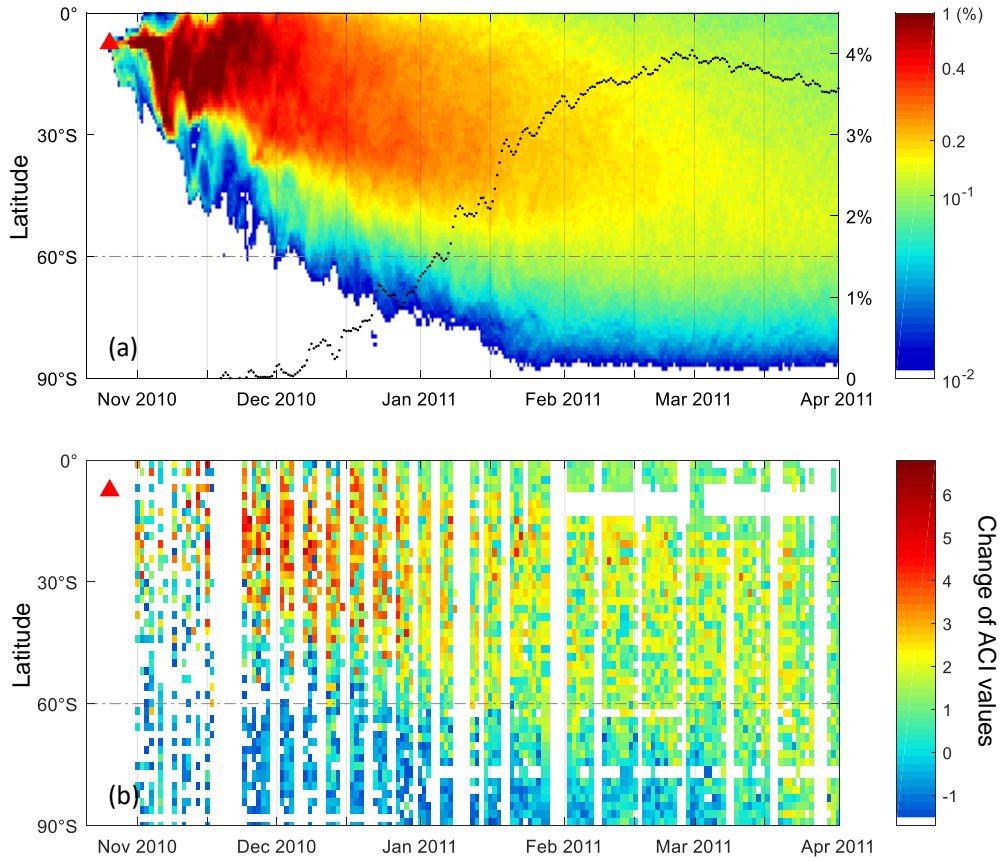 0°
30°S
60°S
90°S
Latitude
(a)
4%
3%
2%
1%
0
1 (%)
0.4
0.2
10-1
10-2
Nov 2010 Dec 2010 Jan 2011 Feb 2011 Mar 2011 Apr 2011
0°
30°S
60°S
90°S
Latitude
(b)
6
5
4
3
2
1
0
-1
Change of ACI values
Nov 2010 Dec 2010 Jan 2011 Feb 2011 Mar 2011 Apr 2011